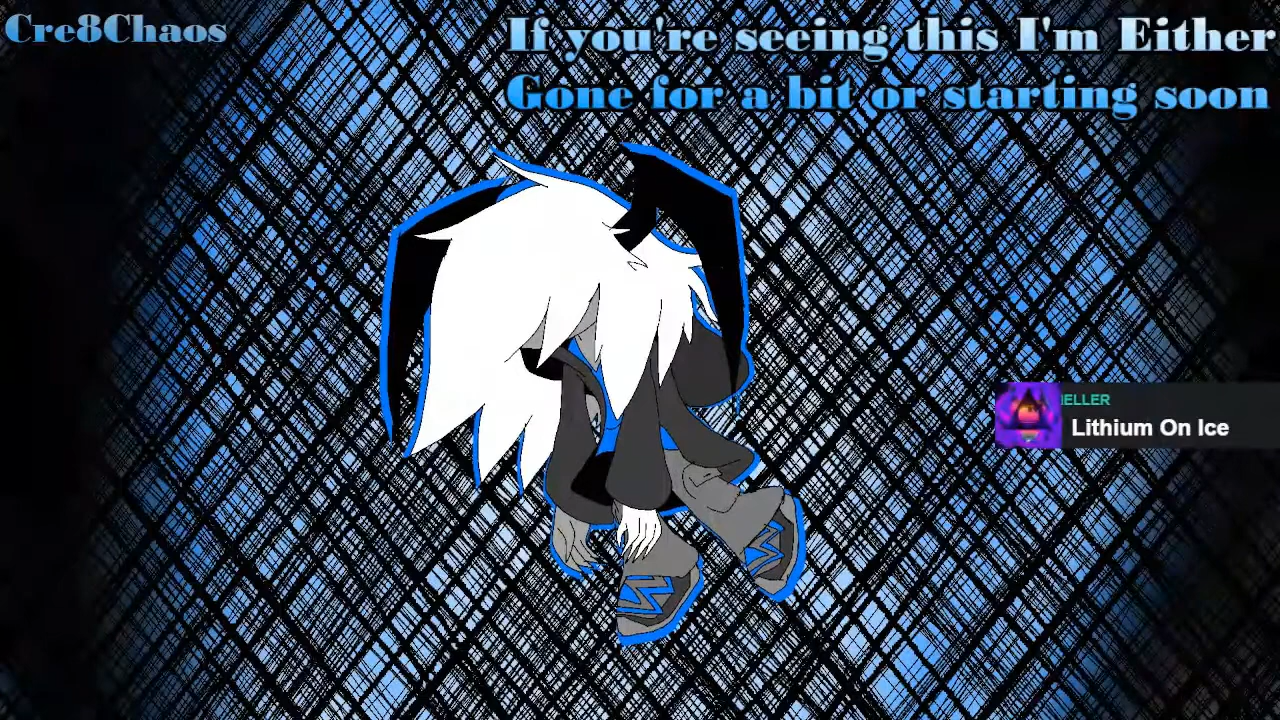 Cre8Chaos
If you're seeing this I'm Either
Gone for a bit or starting soon
Lithium On Ice